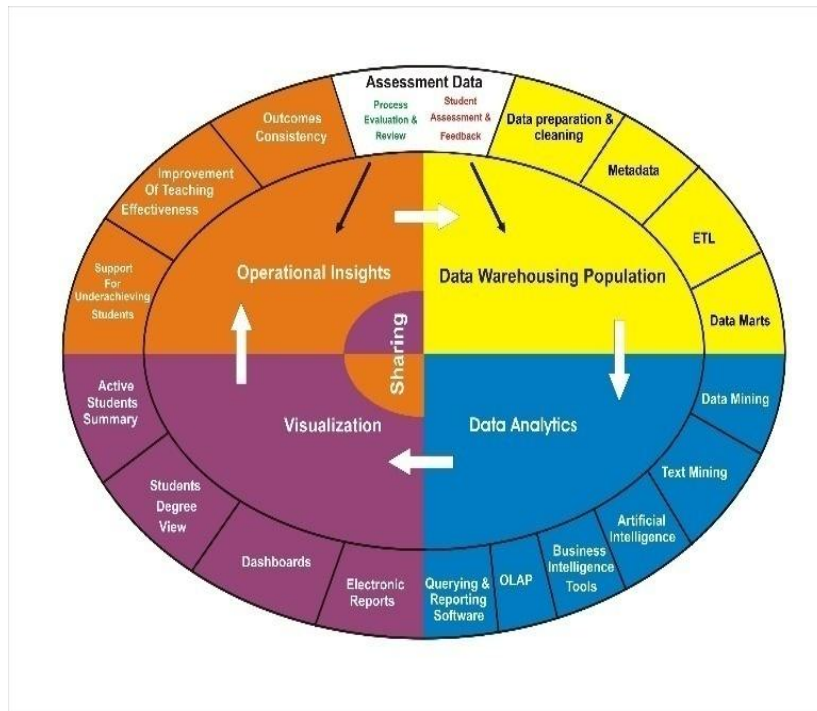 Assessment Data
Process
Evaluation &
Review
Student
Assessment &
Feedback
Outcomes
Consistency
Data preparation &
cleaning
Improvement
Of Teaching
Effectiveness
Metadata
ETL
Support
For
Underachieving
Students
Operational Insights
Data Warehousing Population
Data Marts
Sharing
Active
Students
Summary
Visualization
Data Analytics
Data Mining
Students
Degree
View
Text Mining
Dashboards
Electronic
Reports
Querying &
Reporting
Software
OLAP
Business
Intelligence
Tools
Artificial
Intelligence